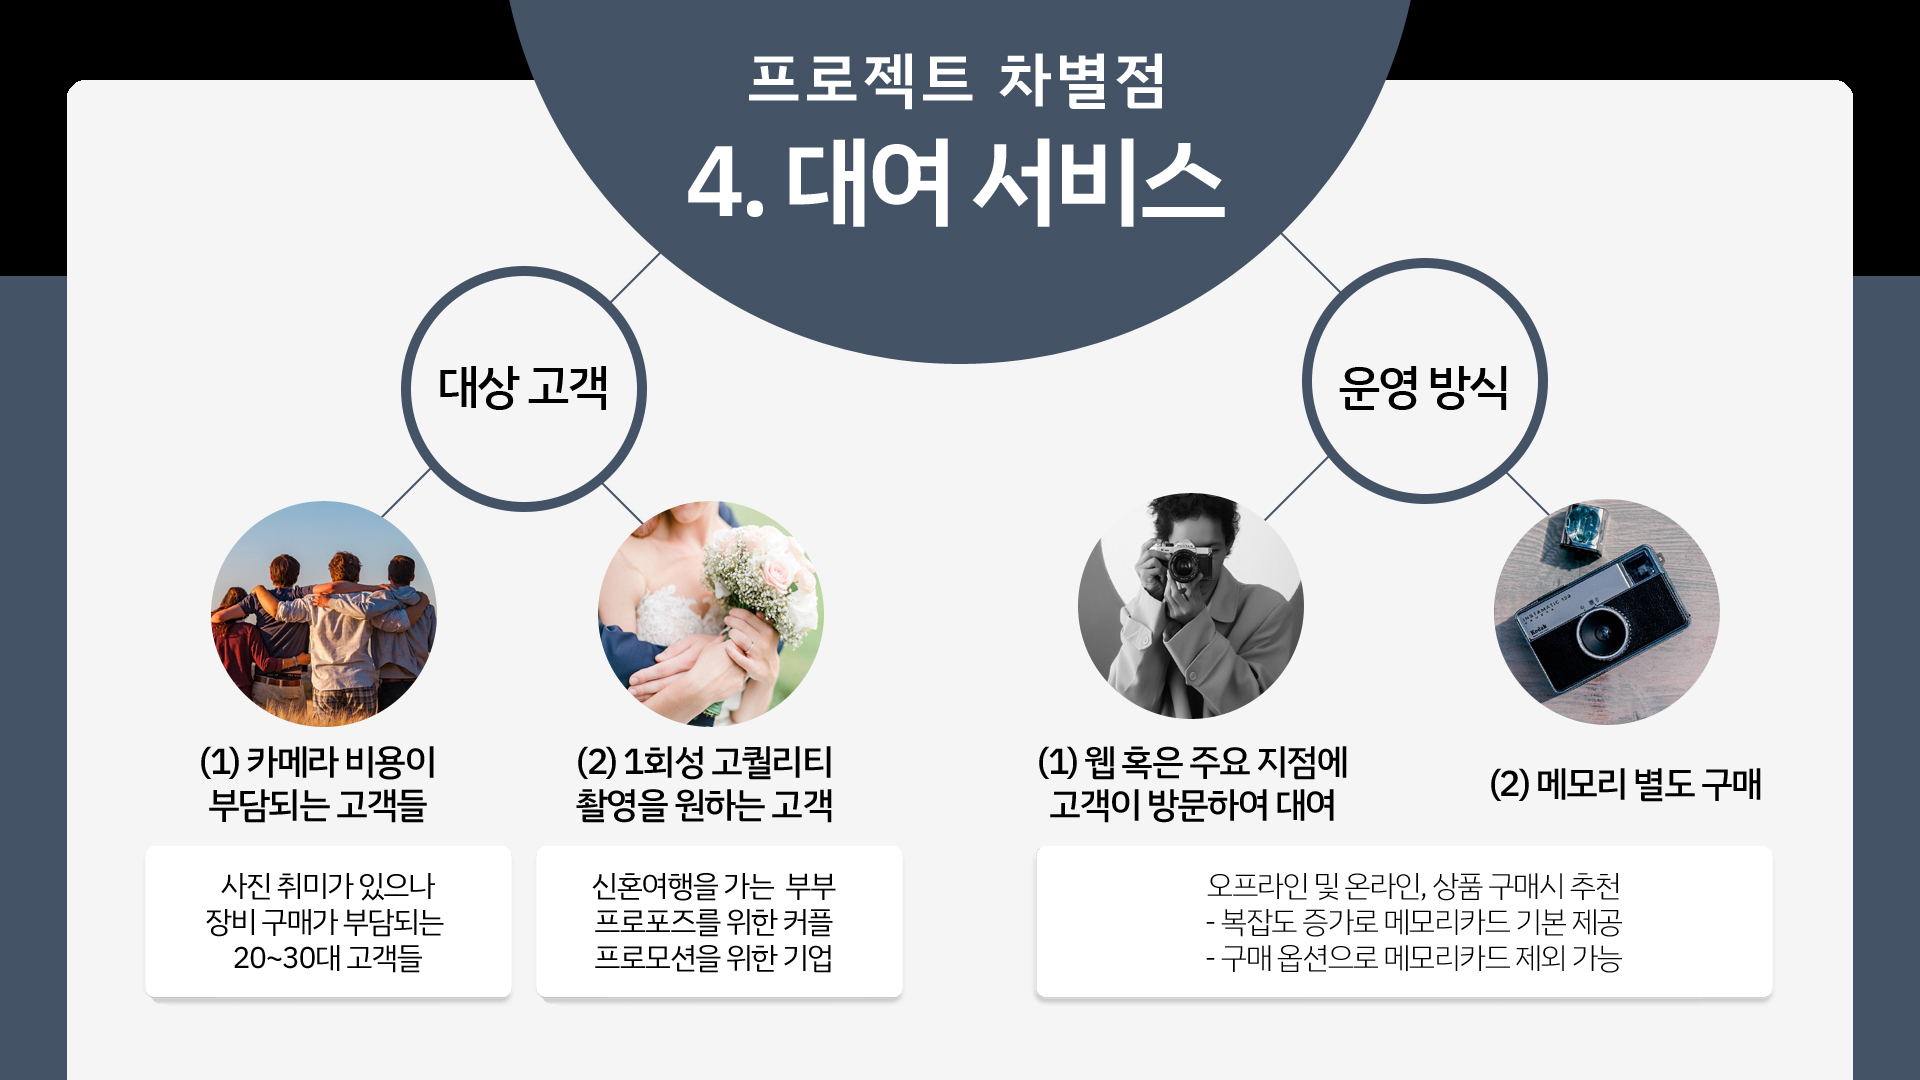 프로젝트 차별점
4. 대여 서비스
대상 고객
(1) 카메라 비용이
부담되는 고객들
사진 취미가 있으나
장비 구매가 부담되는
20~30대 고객들
(2) 1회성 고퀄리티
촬영을 원하는 고객
신혼여행을 가는 부부
프로포즈를 위한 커플
프로모션을 위한 기업
운영 방식
(1) 웹 혹은 주요 지점에
고객이 방문하여 대여
(2) 메모리 별도 구매
INSTAMATIC 100
Kodak
오프라인 및 온라인, 상품 구매시 추천
- 복잡도 증가로 메모리카드 기본 제공
- 구매 옵션으로 메모리카드 제외 가능